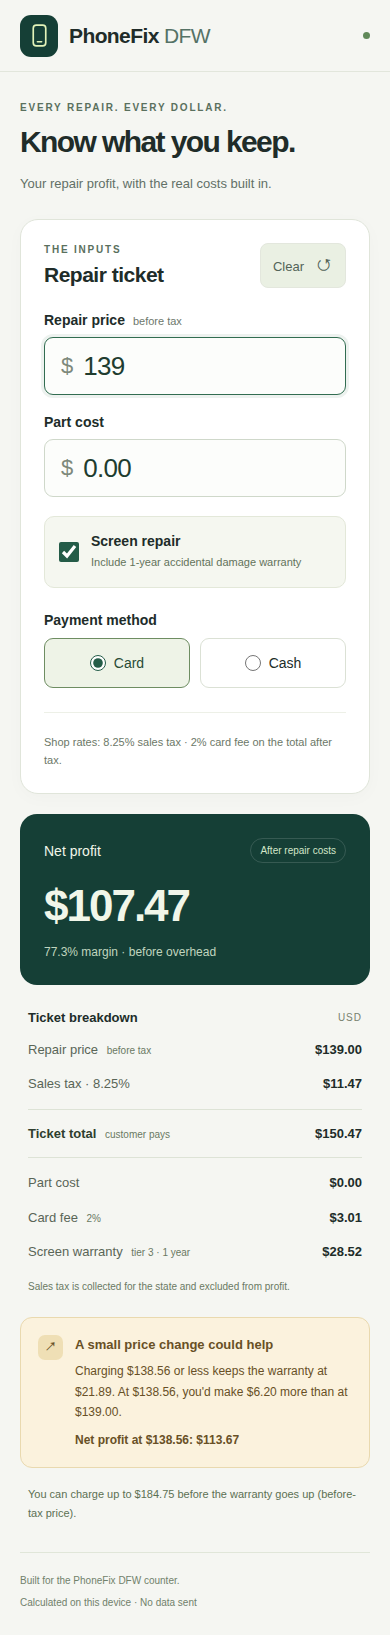 PhoneFix DFW
EVERY REPAIR. EVERY DOLLAR.
Know what you keep.
Your repair profit, with the real costs built in.
THE INPUTS
Repair ticket
Clear
Repair price before tax
$ 139
Part cost
$ 0.00
Screen repair
Include 1-year accidental damage warranty
Payment method
Card
Cash
Shop rates: 8.25% sales tax · 2% card fee on the total after
tax.
Net profit
After repair costs
$107.47
77.3% margin · before overhead
Ticket breakdown USD
Repair price before tax $139.00
Sales tax · 8.25% $11.47
Ticket total customer pays $150.47
Part cost $0.00
Card fee 2% $3.01
Screen warranty tier 3 · 1 year $28.52
Sales tax is collected for the state and excluded from profit.
A small price change could help
Charging $138.56 or less keeps the warranty at
$21.89. At $138.56, you'd make $6.20 more than at
$139.00.
Net profit at $138.56: $113.67
You can charge up to $184.75 before the warranty goes up (before-
tax price).
Built for the PhoneFix DFW counter.
Calculated on this device · No data sent